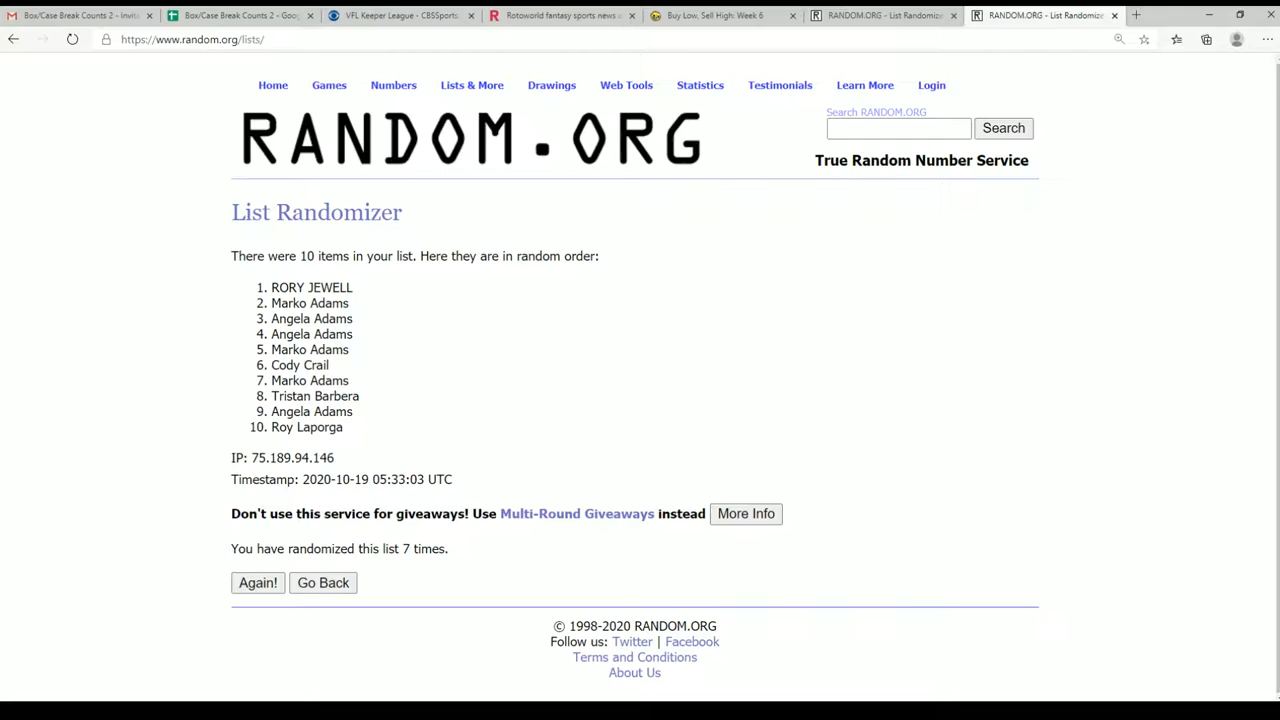 Box/Case Break Counts 2 - Invite
Box/Case Break Counts 2 - Goo
VFL Keeper League - CBSSports.
Rotoworld fantasy sports news
Buy Low, Sell High: Week 6
RANDOM.ORG - List Randomize
RANDOM.ORG - List Randomize
https://www.random.org/lists/
Home Games Numbers Lists & More Drawings Web Tools Statistics Testimonials Learn More Login
RANDOM.ORG
Search RANDOM.ORG
Search
True Random Number Service
List Randomizer
There were 10 items in your list. Here they are in random order:
1. RORY JEWELL
2. Marko Adams
3. Angela Adams
4. Angela Adams
5. Marko Adams
6. Cody Crail
7. Marko Adams
8. Tristan Barbera
9. Angela Adams
10. Roy Laporga
IP: 75.189.94.146
Timestamp: 2020-10-19 05:33:03 UTC
Don't use this service for giveaways! Use Multi-Round Giveaways instead More Info
You have randomized this list 7 times.
Again! Go Back
© 1998-2020 RANDOM.ORG
Follow us: Twitter | Facebook
Terms and Conditions
About Us